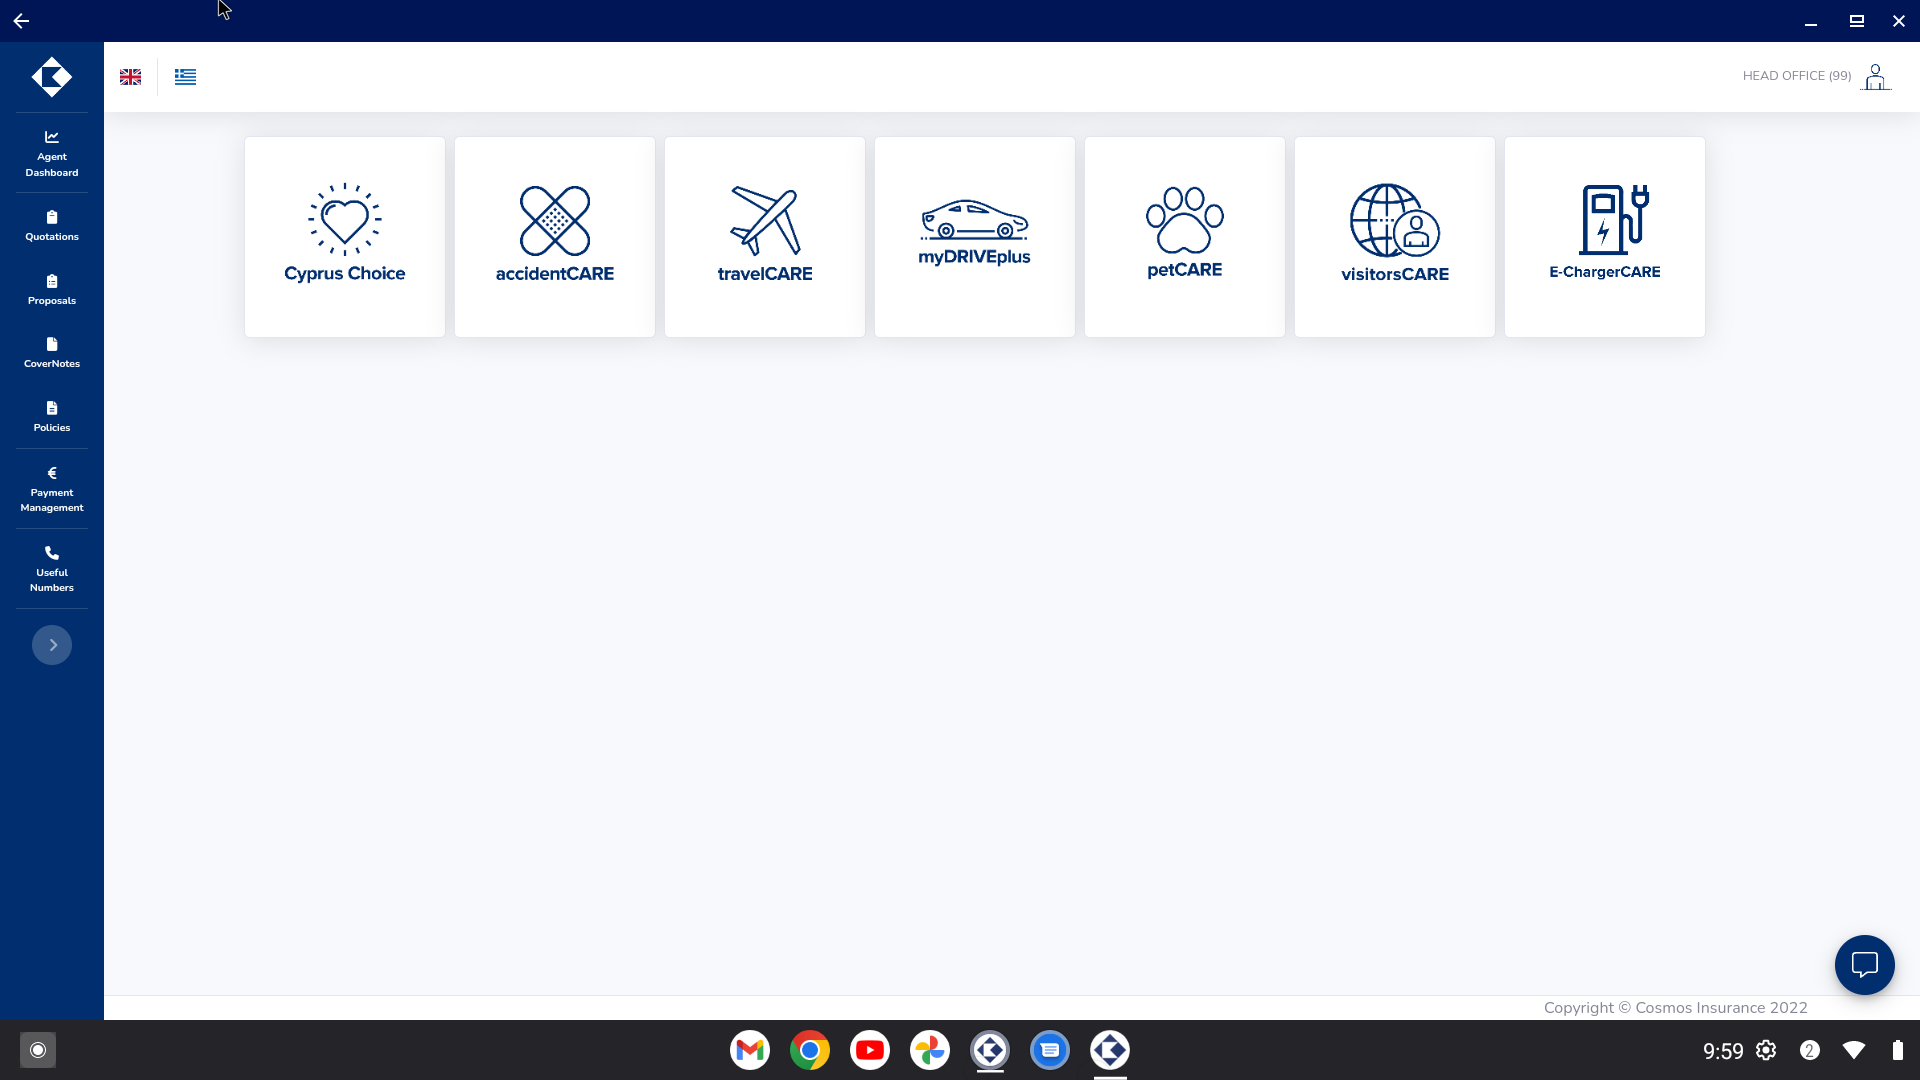 HEAD OFFICE (99)
Agent
Dashboard
Quotations
Proposals
CoverNotes
Policies
Payment
Management
Useful
Numbers
Cyprus Choice
accidentCARE
travelCARE
myDRIVEplus
petCARE
visitorsCARE
E-ChargerCARE
Copyright © Cosmos Insurance 2022
9:59
2